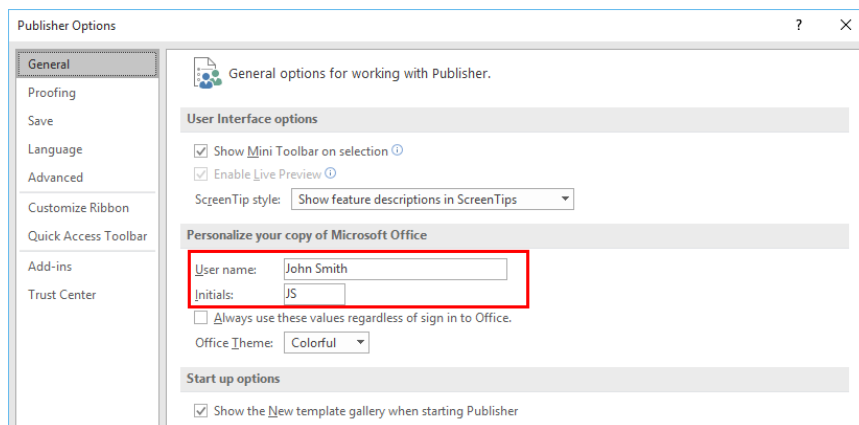 Publisher Options ? ×
General
Proofing
Save
Language
Advanced
Customize Ribbon
Quick Access Toolbar
Add-ins
Trust Center
General options for working with Publisher.
User Interface options
Show Mini Toolbar on selection
Enable Live Preview
ScreenTip style: Show feature descriptions in ScreenTips
Personalize your copy of Microsoft Office
User name: John Smith
Initials: JS
Always use these values regardless of sign in to Office.
Office Theme: Colorful
Start up options
Show the New template gallery when starting Publisher